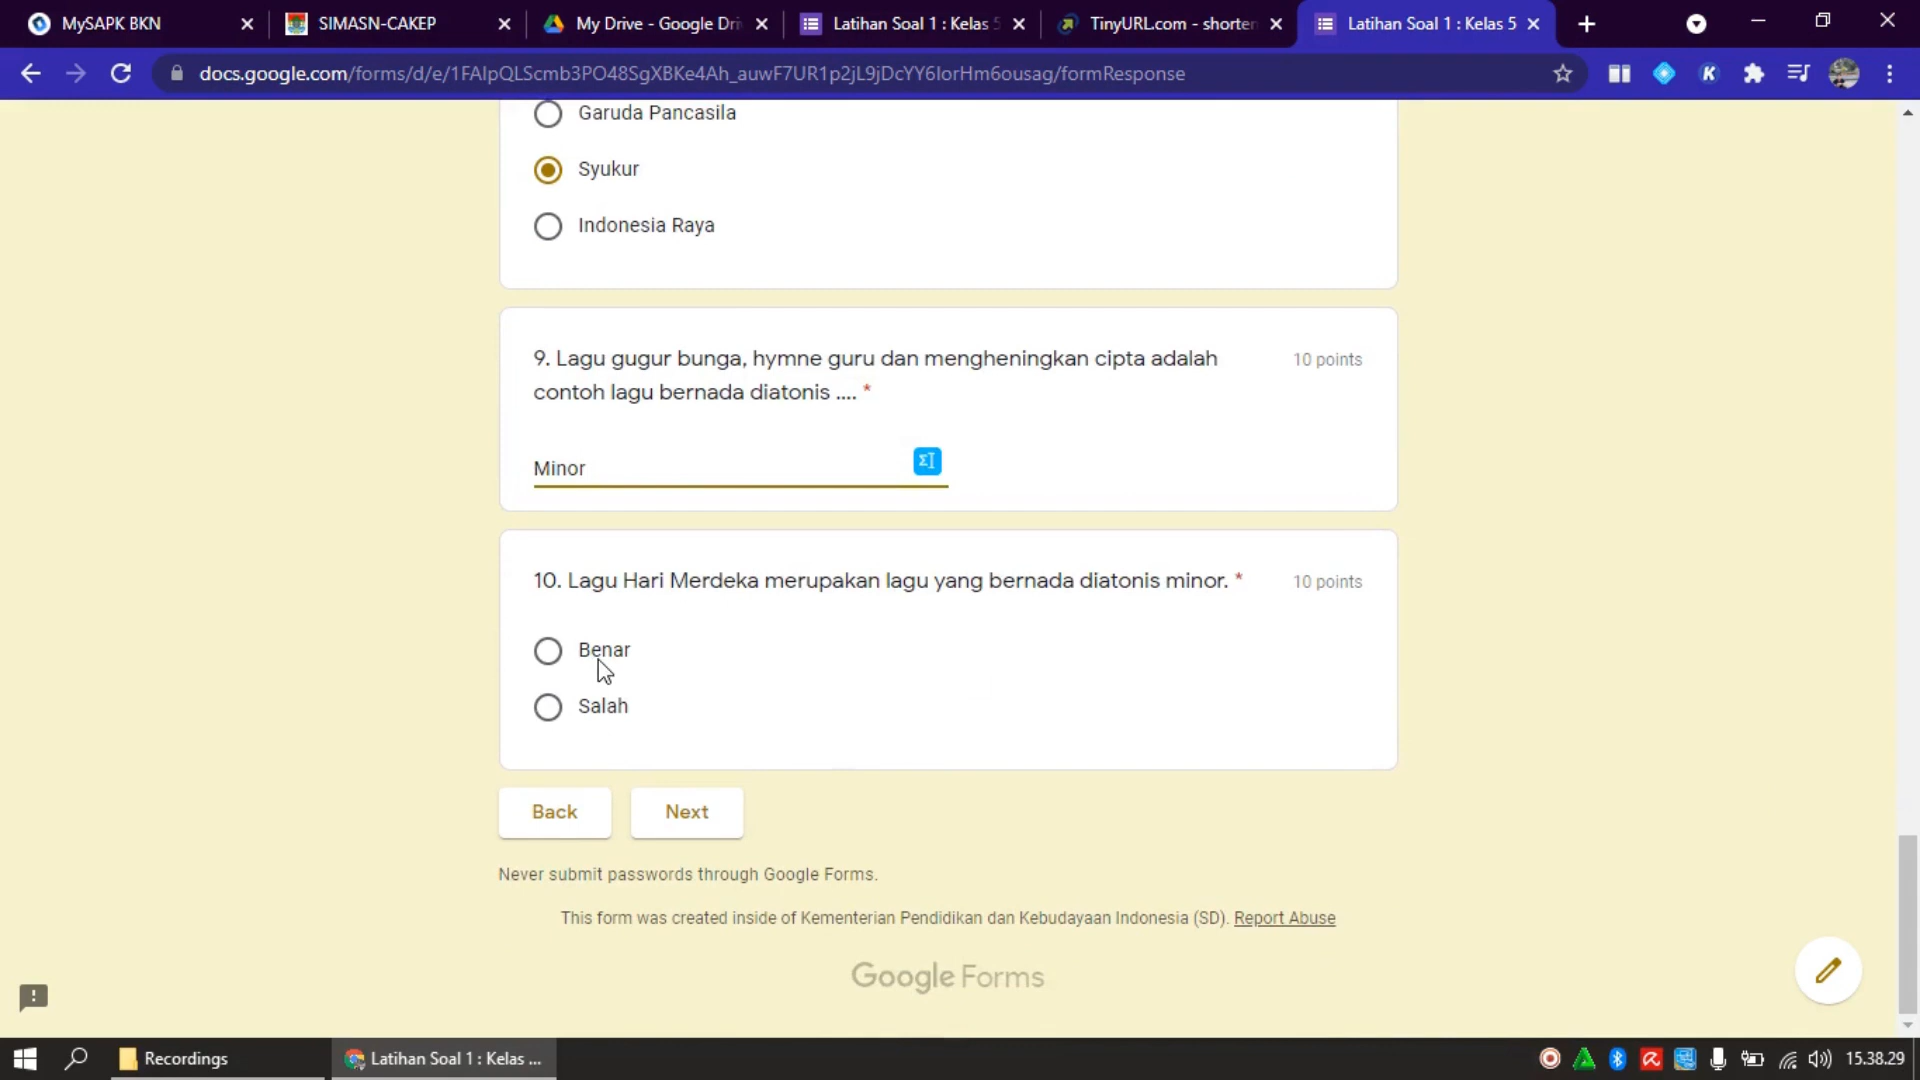 MySAPK BKN
SIMASN-CAKEP
My Drive - Google Dri
Latihan Soal 1 : Kelas 5
TinyURL.com - shorten
Latihan Soal 1 : Kelas 5
docs.google.com/forms/d/e/1FAIpQLScmb3PO48SgXBKe4Ah_auwF7UR1p2jL9jDcYY6IorHm6ousag/formResponse
Garuda Pancasila
Syukur
Indonesia Raya
9. Lagu gugur bunga, hymne guru dan mengheningkan cipta adalah
contoh lagu bernada diatonis .... *
10 points
Minor
10. Lagu Hari Merdeka merupakan lagu yang bernada diatonis minor. *
10 points
Benar
Salah
Back
Next
Never submit passwords through Google Forms.
This form was created inside of Kementerian Pendidikan dan Kebudayaan Indonesia (SD). Report Abuse
Google Forms
Recordings
Latihan Soal 1 : Kelas ...
15.38.29